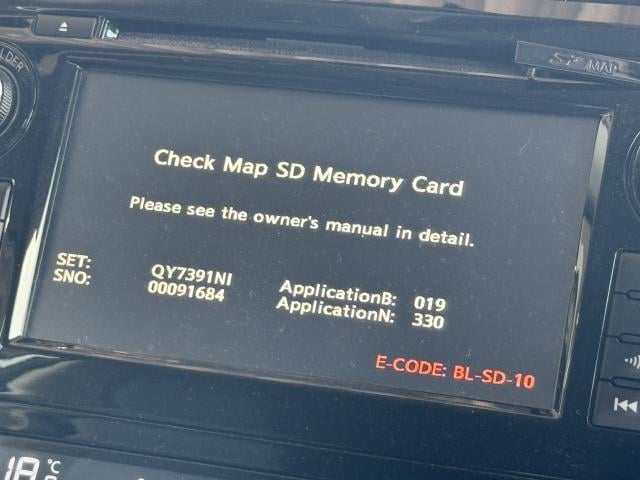 MAP
Check Map SD Memory Card
Please see the owner's manual in detail.
SET: QY7391NI ApplicationB: 019
SNO: 00091684 ApplicationN: 330
E-CODE: BL-SD-10
18 °C